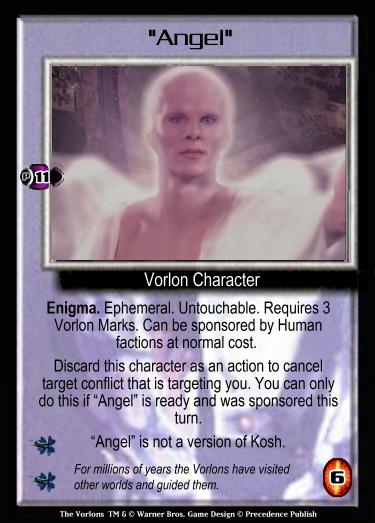 "Angel"
P 11
Vorlon Character
Enigma. Ephemeral. Untouchable. Requires 3
Vorlon Marks. Can be sponsored by Human
factions at normal cost.
Discard this character as an action to cancel
target conflict that is targeting you. You can only
do this if “Angel” is ready and was sponsored this
turn.
“Angel” is not a version of Kosh.
For millions of years the Vorlons have visited
other worlds and guided them.
6
The Vorlons TM & © Warner Bros. Game Design © Precedence Publish